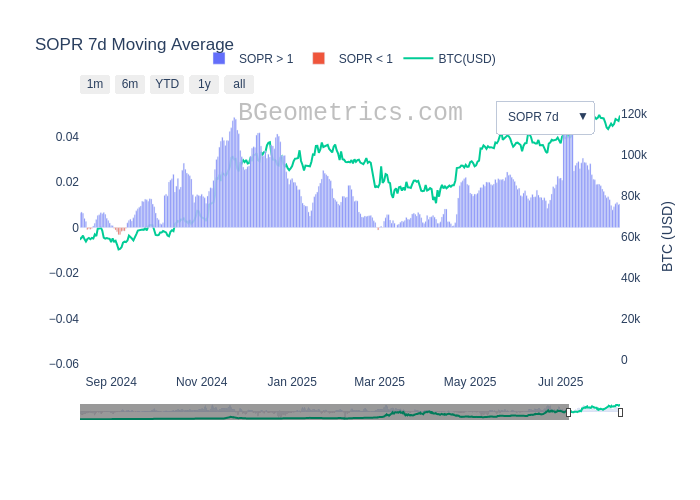 SOPR 7d Moving Average
SOPR > 1
SOPR < 1
BTC(USD)
1m
6m
YTD
1y
all
BGeometrics.com
SOPR 7d ▼
0.04
0.02
0
−0.02
−0.04
−0.06
120k
100k
80k
60k
40k
20k
0
BTC (USD)
Sep 2024
Nov 2024
Jan 2025
Mar 2025
May 2025
Jul 2025